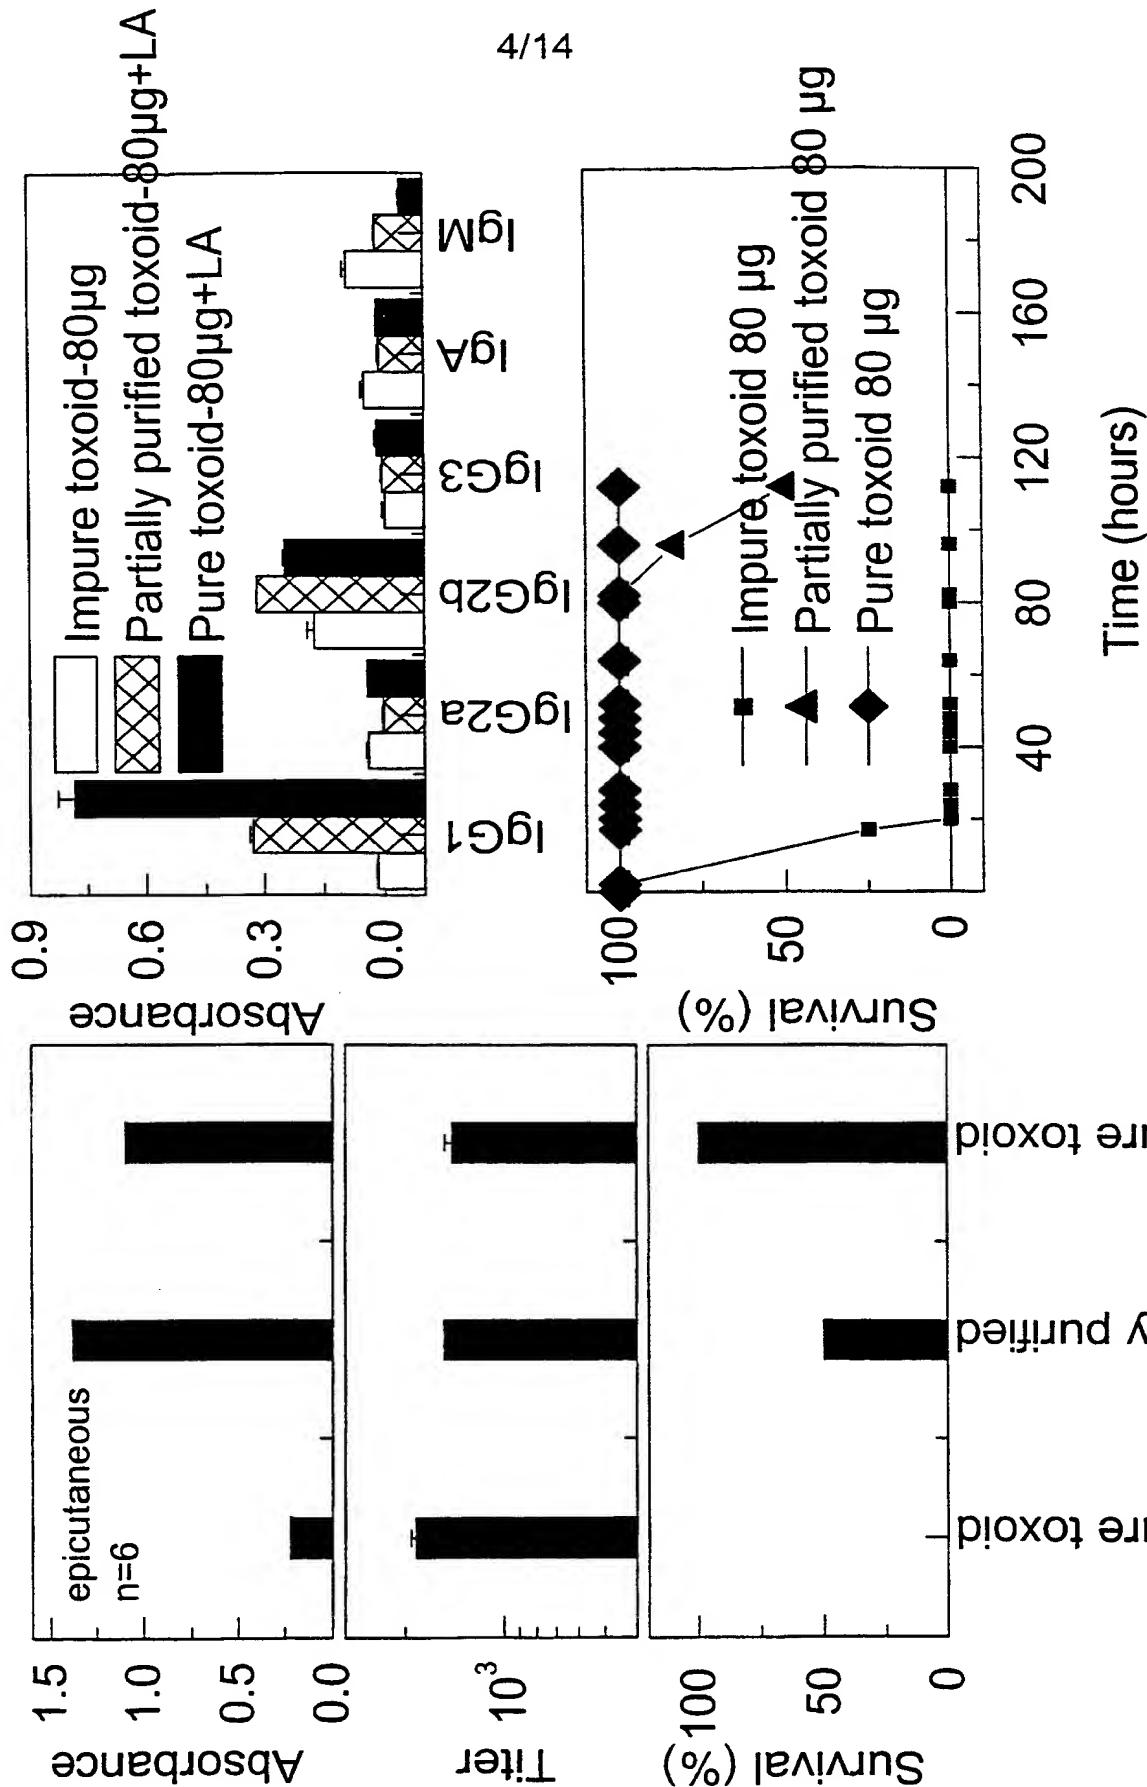 4/14
Absorbance
1.5
1.0
0.5
0.0
epicutaneous
n=6
Titer
10³
Survival (%)
100
50
0
re toxoid
y purified
re toxoid
Absorbance
0.9
0.6
0.3
0.0
Impure toxoid-80µg
Partially purified toxoid-80µg+LA
Pure toxoid-80µg+LA
IgG1
IgG2a
IgG2b
IgG3
IgA
IgM
Survival (%)
100
50
0
Impure toxoid 80 µg
Partially purified toxoid 80 µg
Pure toxoid 80 µg
40
80
120
160
200
Time (hours)